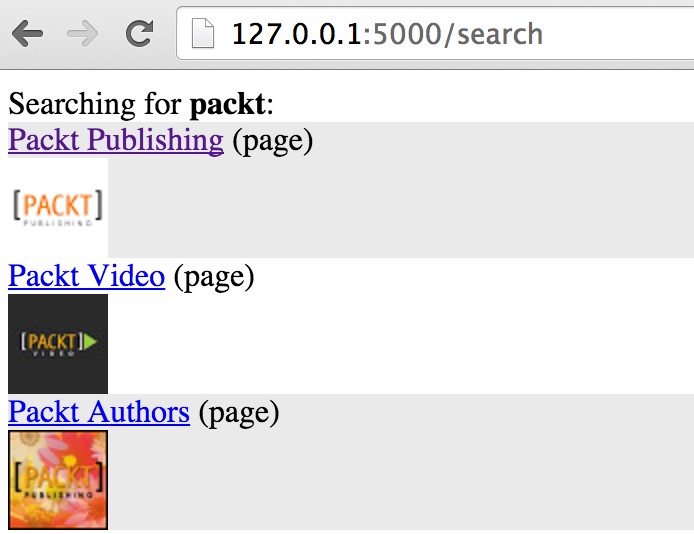 127.0.0.1:5000/search
Searching for packt:
Packt Publishing (page)
[PACKT]
PUBLISHING
Packt Video (page)
[PACKT]
VIDEO
Packt Authors (page)
[PACKT]
PUBLISHING